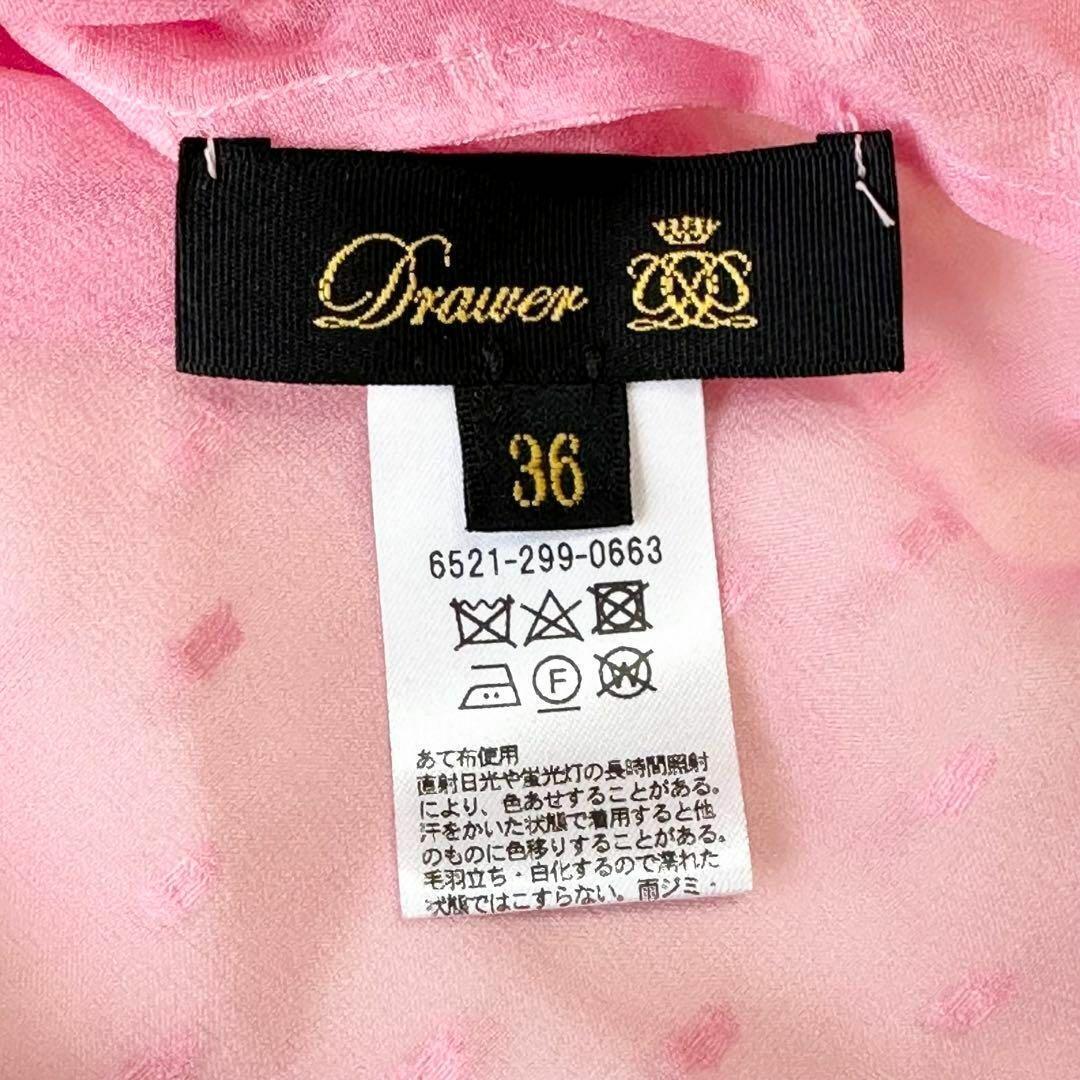 Drawer
36
6521-299-0663
F
W
あて布使用
直射日光や蛍光灯の長時間照射
により、色あせすることがある。
汗をかいた状態で着用すると他
のものに色移りすることがある。
毛羽立ち・白化するので濡れた
状態ではこすらない。雨ジミ・